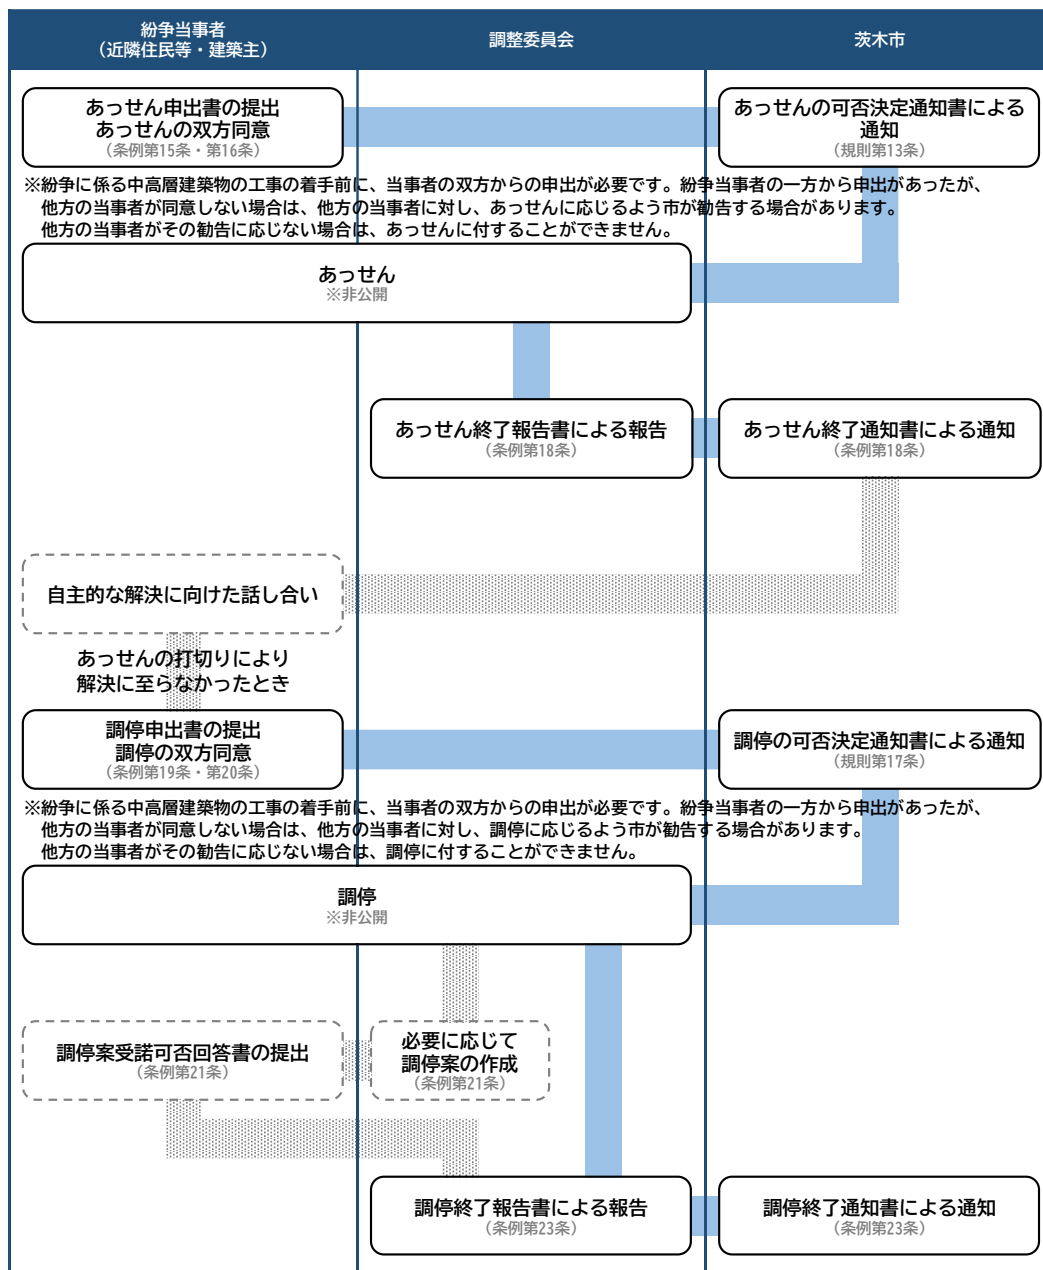 紛争当事者
（近隣住民等・建築主）
調整委員会
茨木市
あっせん申出書の提出
あっせんの双方同意
（条例第15条・第16条）
あっせんの可否決定通知書による
通知
（規則第13条）
※紛争に係る中高層建築物の工事の着手前に、当事者の双方からの申出が必要です。紛争当事者の一方から申出があったが、
他方の当事者が同意しない場合は、他方の当事者に対し、あっせんに応じるよう市が勧告する場合があります。
他方の当事者がその勧告に応じない場合は、あっせんに付することができません。
あっせん
※非公開
あっせん終了報告書による報告
（条例第18条）
あっせん終了通知書による通知
（条例第18条）
自主的な解決に向けた話し合い
あっせんの打切りにより
解決に至らなかったとき
調停申出書の提出
調停の双方同意
（条例第19条・第20条）
調停の可否決定通知書による通知
（規則第17条）
※紛争に係る中高層建築物の工事の着手前に、当事者の双方からの申出が必要です。紛争当事者の一方から申出があったが、
他方の当事者が同意しない場合は、他方の当事者に対し、調停に応じるよう市が勧告する場合があります。
他方の当事者がその勧告に応じない場合は、調停に付することができません。
調停
※非公開
調停案受諾可否回答書の提出
（条例第21条）
必要に応じて
調停案の作成
（条例第21条）
調停終了報告書による報告
（条例第23条）
調停終了通知書による通知
（条例第23条）